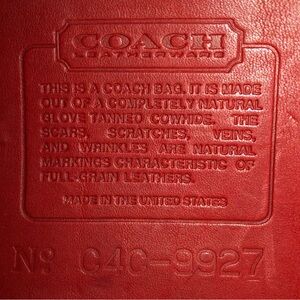 COACH
LEATHERWARE
THIS IS A COACH BAG. IT IS MADE
OUT OF A COMPLETELY NATURAL
GLOVE TANNED COWHIDE. THE
SCARS, SCRATCHES, VEINS,
AND WRINKLES ARE NATURAL
MARKINGS CHARACTERISTIC OF
FULL-GRAIN LEATHERS.
MADE IN THE UNITED STATES
Nº C4C-9927